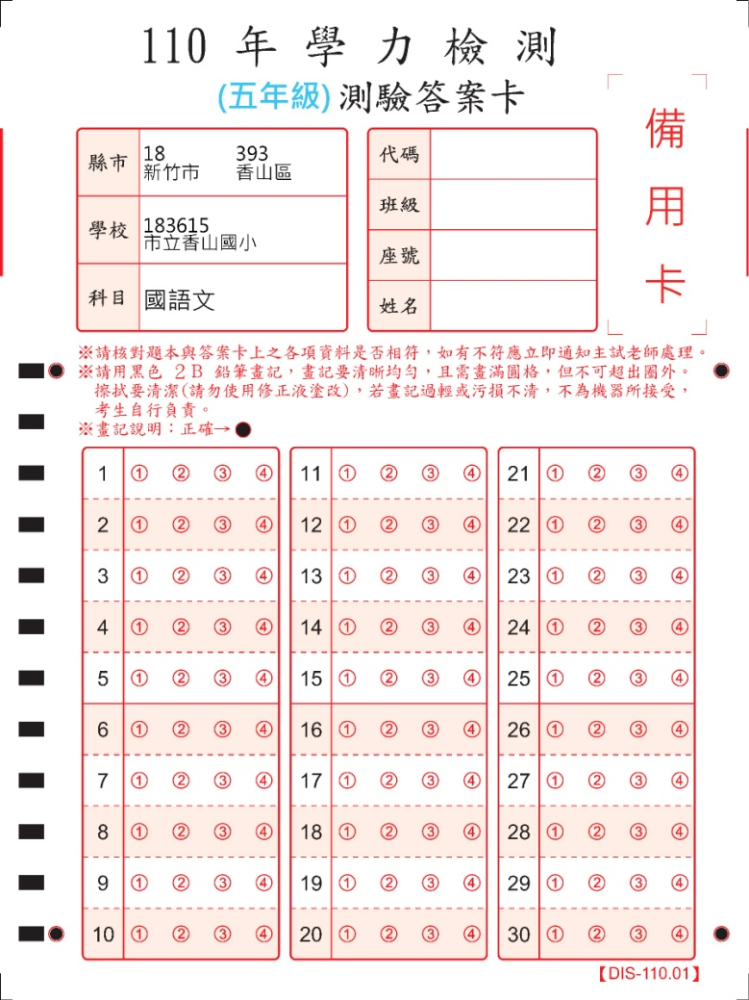 110 年 學 力 檢 測
(五年級) 測驗答案卡
備用卡
縣市 18 393
新竹市 香山區
學校 183615
市立香山國小
科目 國語文
代碼
班級
座號
姓名
※請核對題本與答案卡上之各項資料是否相符，如有不符應立即通知主試老師處理。
※請用黑色 2B 鉛筆畫記，畫記要清晰均勻，且需畫滿圓格，但不可超出圈外。
擦拭要清潔(請勿使用修正液塗改)，若畫記過輕或污損不清，不為機器所接受，
考生自行負責。
※畫記說明：正確→●
1 ① ② ③ ④
2 ① ② ③ ④
3 ① ② ③ ④
4 ① ② ③ ④
5 ① ② ③ ④
6 ① ② ③ ④
7 ① ② ③ ④
8 ① ② ③ ④
9 ① ② ③ ④
10 ① ② ③ ④
11 ① ② ③ ④
12 ① ② ③ ④
13 ① ② ③ ④
14 ① ② ③ ④
15 ① ② ③ ④
16 ① ② ③ ④
17 ① ② ③ ④
18 ① ② ③ ④
19 ① ② ③ ④
20 ① ② ③ ④
21 ① ② ③ ④
22 ① ② ③ ④
23 ① ② ③ ④
24 ① ② ③ ④
25 ① ② ③ ④
26 ① ② ③ ④
27 ① ② ③ ④
28 ① ② ③ ④
29 ① ② ③ ④
30 ① ② ③ ④
【DIS-110.01】